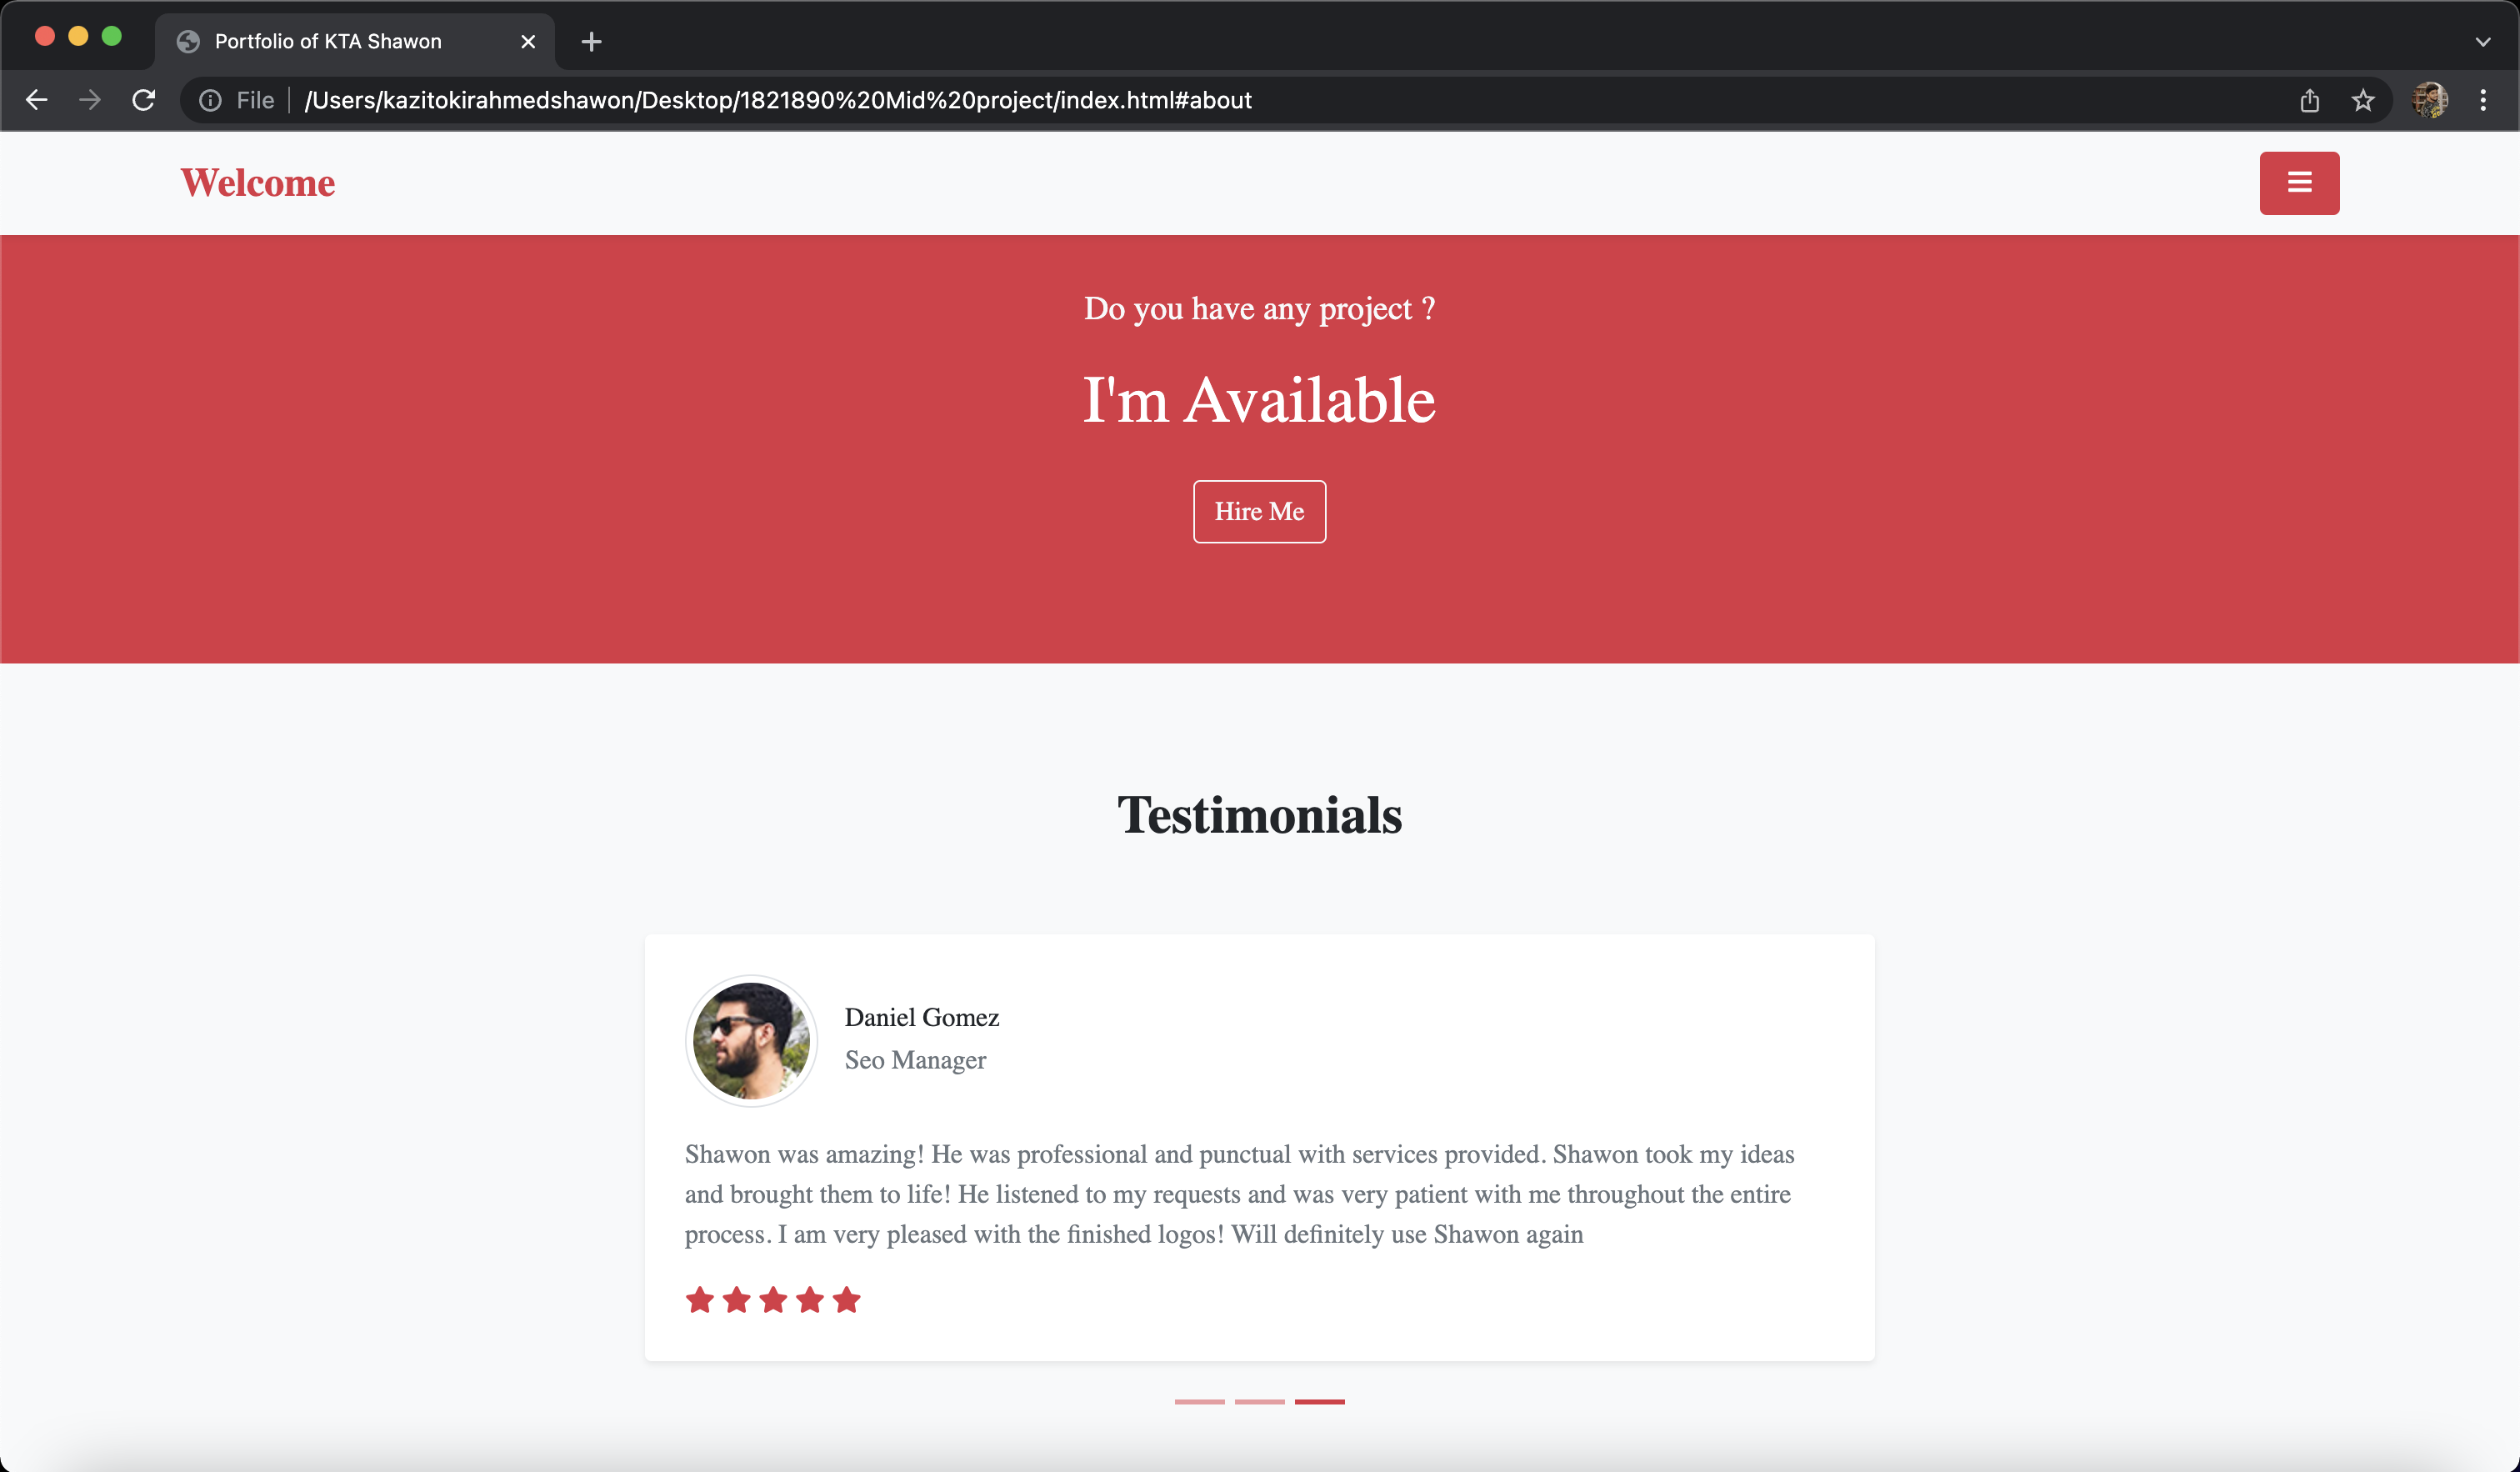 Portfolio of KTA Shawon
File /Users/kazitokirahmedshawon/Desktop/1821890%20Mid%20project/index.html#about
Welcome
Do you have any project ?
I'm Available
Hire Me
Testimonials
Daniel Gomez
Seo Manager
Shawon was amazing! He was professional and punctual with services provided. Shawon took my ideas
and brought them to life! He listened to my requests and was very patient with me throughout the entire
process. I am very pleased with the finished logos! Will definitely use Shawon again